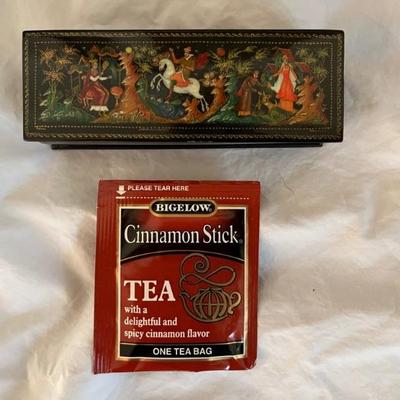 PLEASE TEAR HERE
BIGELOW
Cinnamon Stick®
TEA
with a
delightful and
spicy cinnamon flavor
ONE TEA BAG